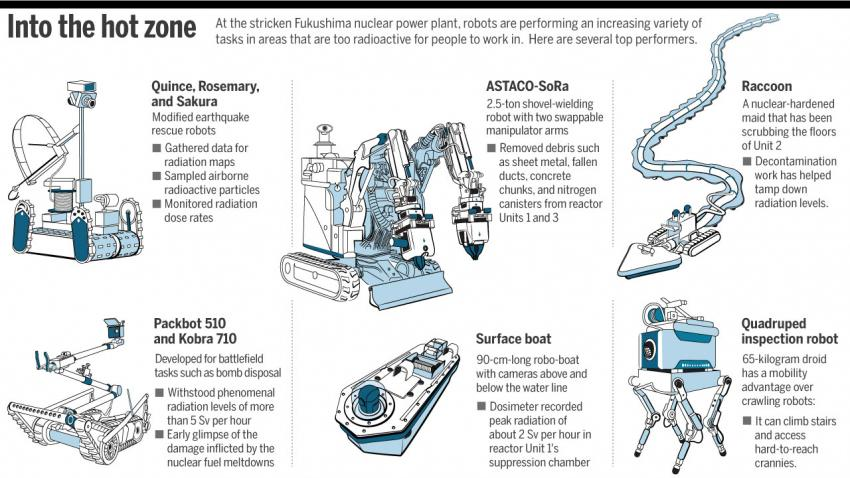 Into the hot zone
At the stricken Fukushima nuclear power plant, robots are performing an increasing variety of
tasks in areas that are too radioactive for people to work in. Here are several top performers.
Quince, Rosemary,
and Sakura
Modified earthquake
rescue robots
■ Gathered data for
radiation maps
■ Sampled airborne
radioactive particles
■ Monitored radiation
dose rates
ASTACO-SoRa
2.5-ton shovel-wielding
robot with two swappable
manipulator arms
■ Removed debris such
as sheet metal, fallen
ducts, concrete
chunks, and nitrogen
canisters from reactor
Units 1 and 3
Raccoon
A nuclear-hardened
maid that has been
scrubbing the floors
of Unit 2
■ Decontamination
work has helped
tamp down
radiation levels.
Packbot 510
and Kobra 710
Developed for battlefield
tasks such as bomb disposal
■ Withstood phenomenal
radiation levels of more
than 5 Sv per hour
■ Early glimpse of the
damage inflicted by the
nuclear fuel meltdowns
Surface boat
90-cm-long robo-boat
with cameras above and
below the water line
■ Dosimeter recorded
peak radiation of
about 2 Sv per hour in
reactor Unit 1's
suppression chamber
Quadruped
inspection robot
65-kilogram droid
has a mobility
advantage over
crawling robots:
■ It can climb stairs
and access
hard-to-reach
crannies.